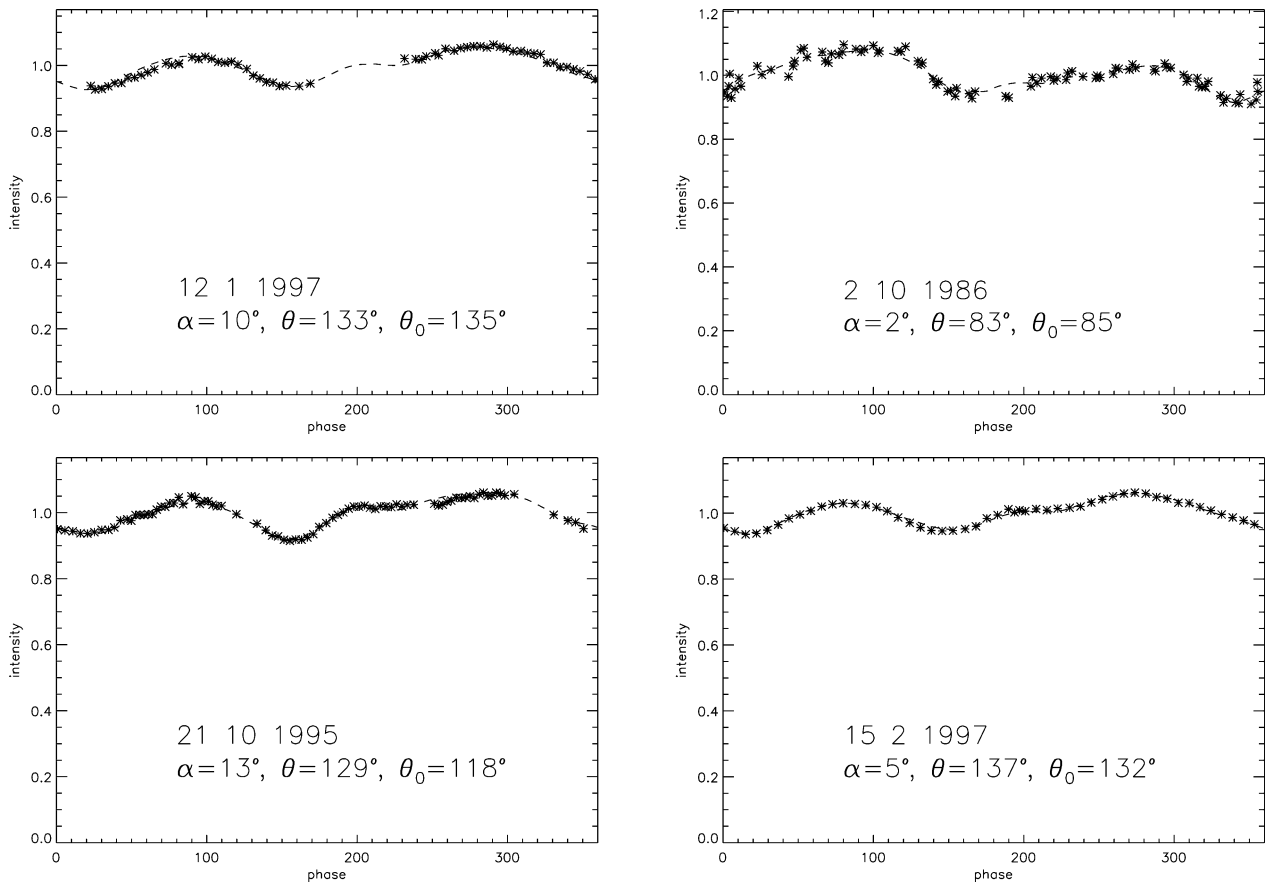 1.0
0.8
0.6
0.4
0.2
0.0
intensity
0 100 200 300
phase
12 1 1997
α=10°, θ=133°, θ₀=135°
1.2
1.0
0.8
0.6
0.4
0.2
0.0
intensity
0 100 200 300
phase
2 10 1986
α=2°, θ=83°, θ₀=85°
1.0
0.8
0.6
0.4
0.2
0.0
intensity
0 100 200 300
phase
21 10 1995
α=13°, θ=129°, θ₀=118°
1.0
0.8
0.6
0.4
0.2
0.0
intensity
0 100 200 300
phase
15 2 1997
α=5°, θ=137°, θ₀=132°